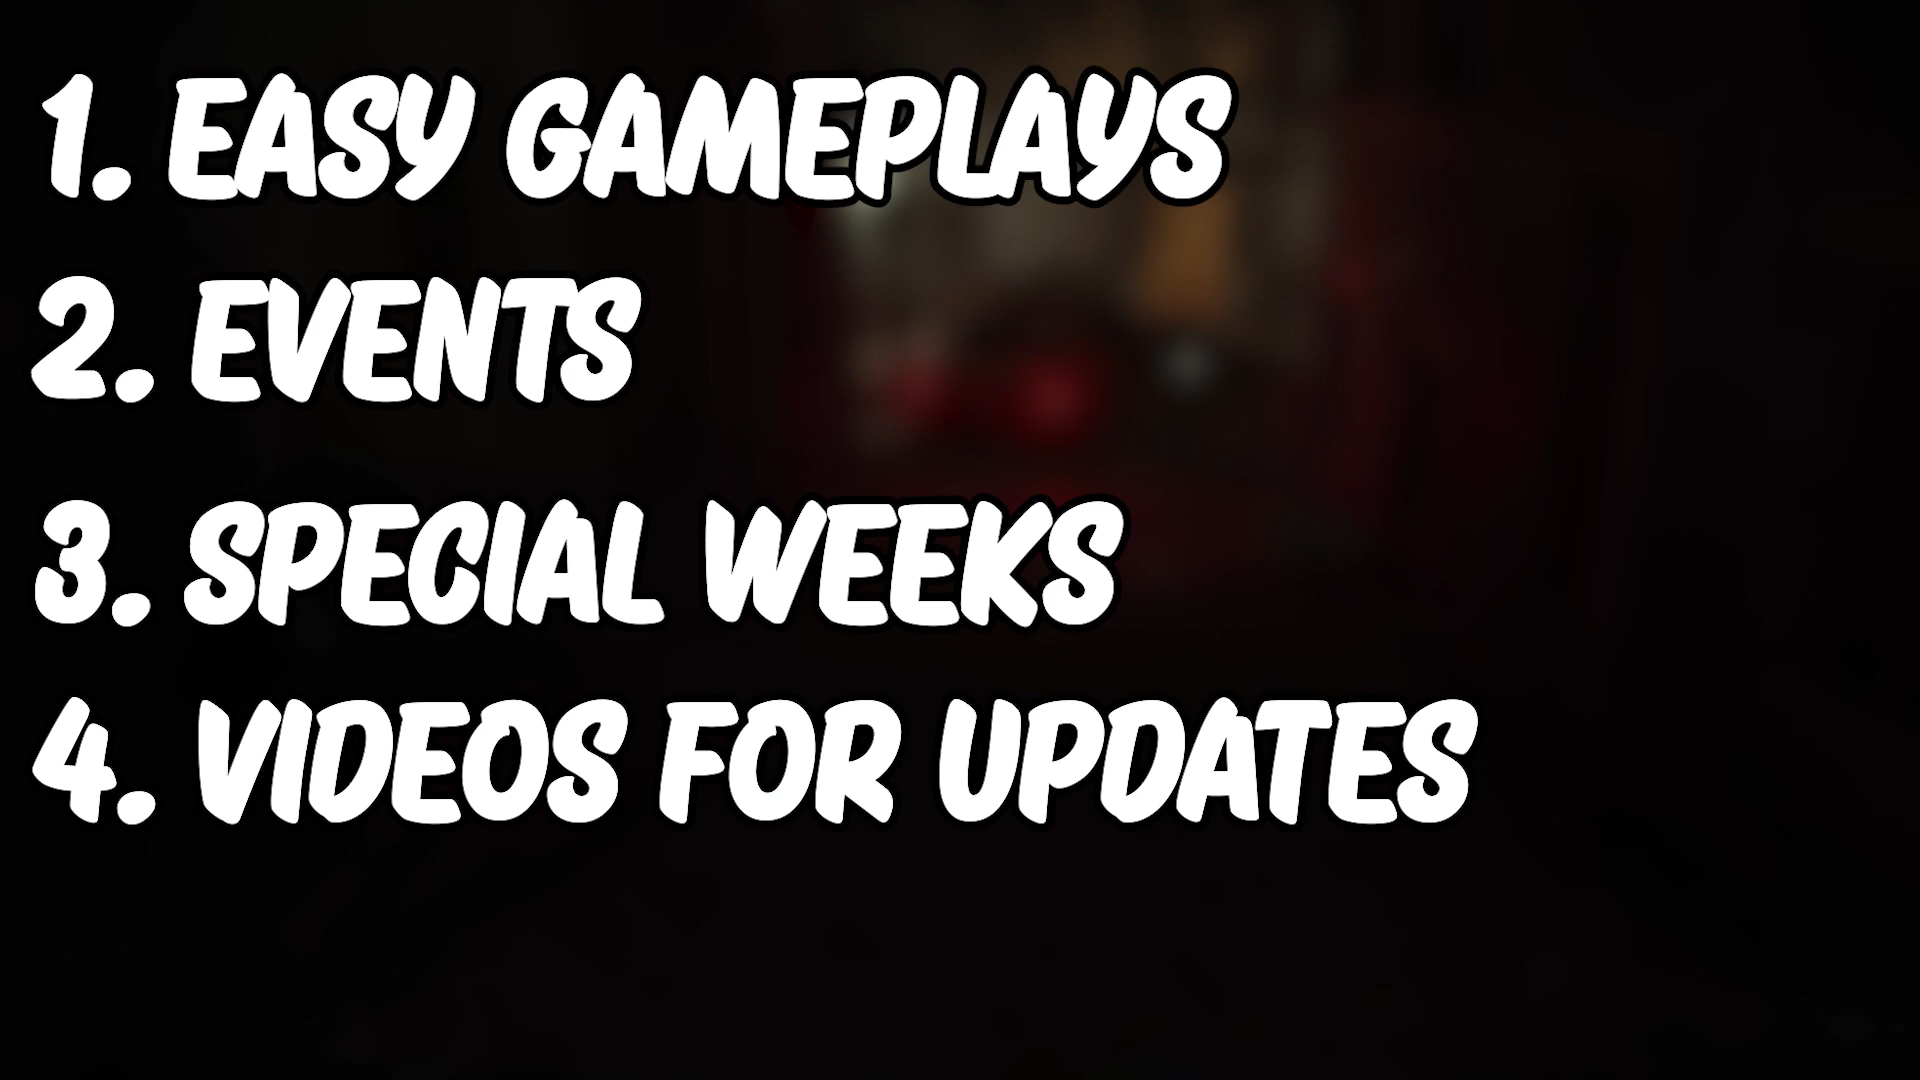 1. EASY GAMEPLAYS
2. EVENTS
3. SPECIAL WEEKS
4. VIDEOS FOR UPDATES